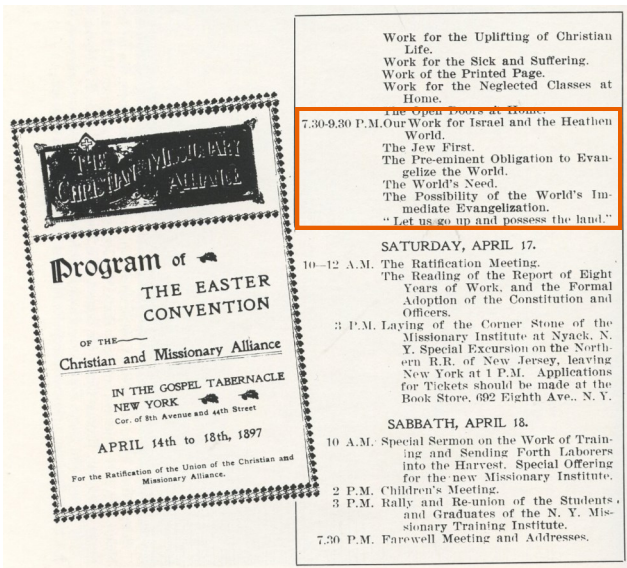 THE
CHRISTIAN AND MISSIONARY
ALLIANCE
Program of
THE EASTER
CONVENTION
OF THE
Christian and Missionary Alliance
IN THE GOSPEL TABERNACLE
NEW YORK
Cor. of 8th Avenue and 44th Street
APRIL 14th to 18th, 1897
For the Ratification of the Union of the Christian and
Missionary Alliance.
Work for the Uplifting of Christian
Life.
Work for the Sick and Suffering.
Work of the Printed Page.
Work for the Neglected Classes at
Home.
The Open Doors at Home.
7.30-9.30 P.M. Our Work for Israel and the Heathen
World.
The Jew First.
The Pre-eminent Obligation to Evan-
gelize the World.
The World's Need.
The Possibility of the World's Im-
mediate Evangelization.
" Let us go up and possess the land."
SATURDAY, APRIL 17.
10—12 A.M. The Ratification Meeting.
The Reading of the Report of Eight
Years of Work, and the Formal
Adoption of the Constitution and
Officers.
3 P.M. Laying of the Corner Stone of the
Missionary Institute at Nyack, N.
Y. Special Excursion on the North-
ern R.R. of New Jersey, leaving
New York at 1 P.M. Applications
for Tickets should be made at the
Book Store, 692 Eighth Ave., N. Y.
SABBATH, APRIL 18.
10 A.M. Special Sermon on the Work of Train-
ing and Sending Forth Laborers
into the Harvest. Special Offering
for the new Missionary Institute.
2 P.M. Children's Meeting.
3 P.M. Rally and Re-union of the Students
and Graduates of the N. Y. Mis-
sionary Training Institute.
7.30 P.M. Farewell Meeting and Addresses.